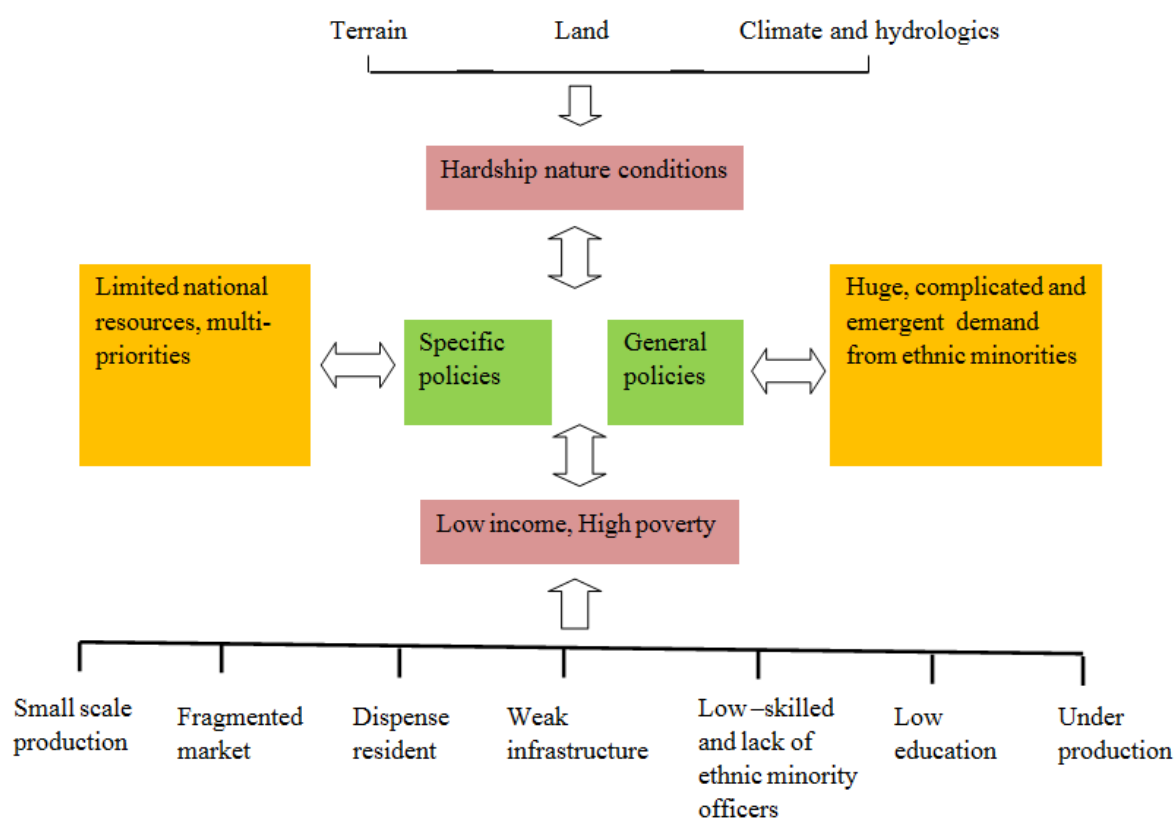 Terrain
Land
Climate and hydrologics
Hardship nature conditions
Limited national
resources, multi-
priorities
Specific
policies
General
policies
Huge, complicated and
emergent demand
from ethnic minorities
Low income, High poverty
Small scale
production
Fragmented
market
Dispense
resident
Weak
infrastructure
Low –skilled
and lack of
ethnic minority
officers
Low
education
Under
production